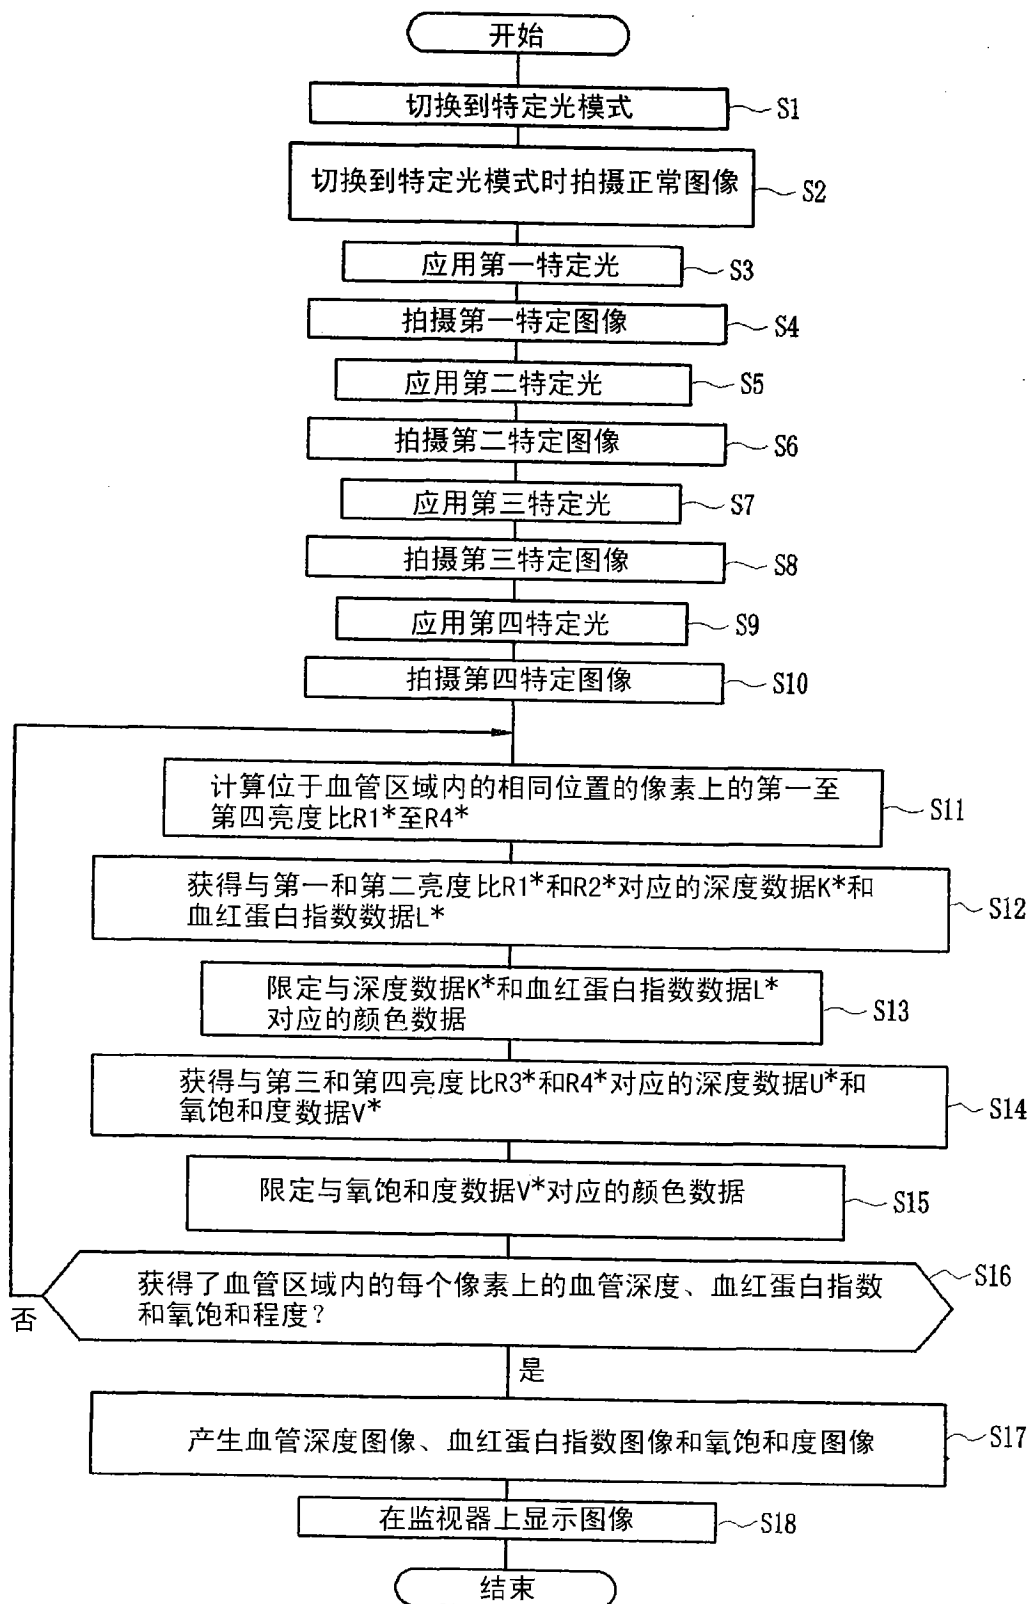 开始
切换到特定光模式
S1
切换到特定光模式时拍摄正常图像
S2
应用第一特定光
S3
拍摄第一特定图像
S4
应用第二特定光
S5
拍摄第二特定图像
S6
应用第三特定光
S7
拍摄第三特定图像
S8
应用第四特定光
S9
拍摄第四特定图像
S10
计算位于血管区域内的相同位置的像素上的第一至
第四亮度比R1*至R4*
S11
获得与第一和第二亮度比R1*和R2*对应的深度数据K*和
血红蛋白指数数据L*
S12
限定与深度数据K*和血红蛋白指数数据L*
对应的颜色数据
S13
获得与第三和第四亮度比R3*和R4*对应的深度数据U*和
氧饱和度数据V*
S14
限定与氧饱和度数据V*对应的颜色数据
S15
获得了血管区域内的每个像素上的血管深度、血红蛋白指数
和氧饱和程度?
S16
否
是
产生血管深度图像、血红蛋白指数图像和氧饱和度图像
S17
在监视器上显示图像
S18
结束